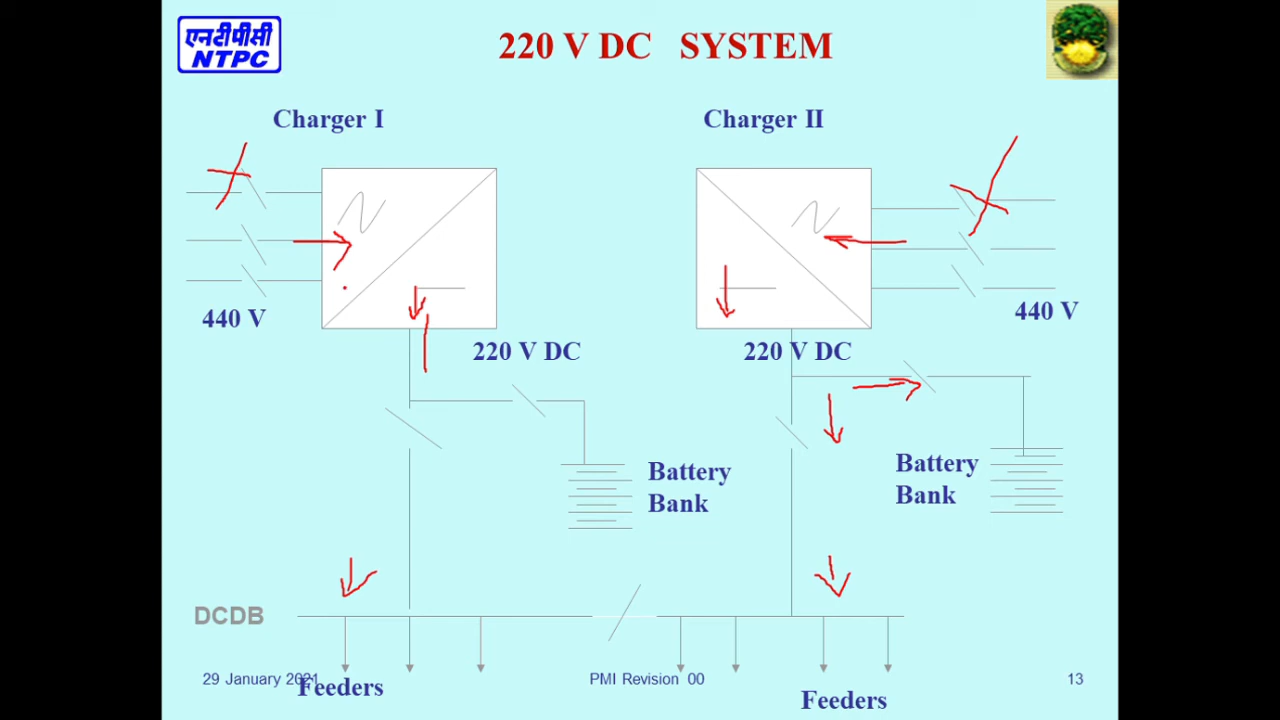 एनटीपीसी
NTPC
220 V DC SYSTEM
Charger I
Charger II
440 V
440 V
220 V DC
220 V DC
Battery
Bank
Battery
Bank
DCDB
29 January 2021
Feeders
PMI Revision 00
Feeders
13